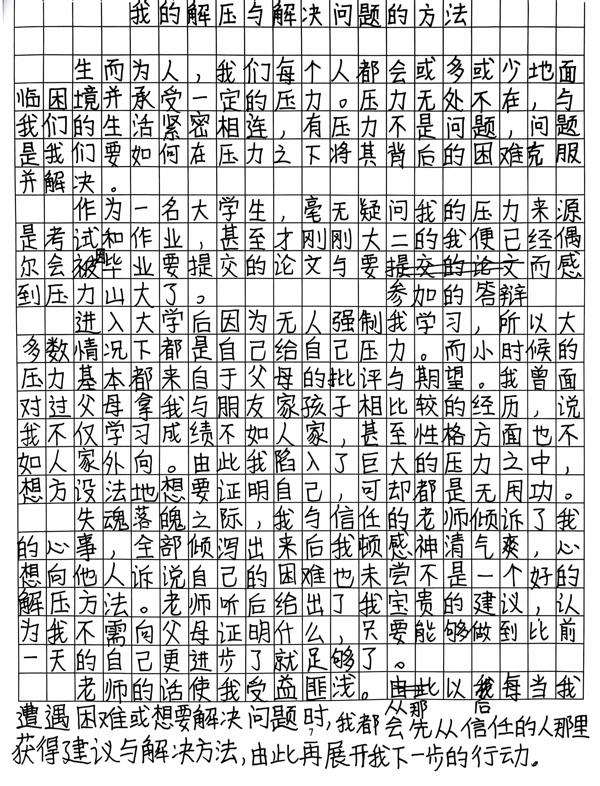 我的解压与解决问题的方法
生而为人，我们每个人都会或多或少地面
临困境并承受一定的压力。压力无处不在，与
我们的生活紧密相连，有压力不是问题，问题
是我们要如何在压力之下将其背后的困难克服
并解决。
作为一名大学生，毫无疑问我的压力来源
是考试和作业，甚至才刚刚大二的我便已经偶
尔会被因毕业要提交的论文与要提交的论文而感
到压力山大了。 参加的答辩
进入大学后因为无人强制我学习，所以大
多数情况下都是自己给自己压力。而小时候的
压力基本都来自于父母的批评与期望。我曾面
对过父母拿我与朋友家孩子相比较的经历，说
我不仅学习成绩不如人家，甚至性格方面也不
如人家外向。由此我陷入了巨大的压力之中，
想方设法地想要证明自己，可却都是无用功。
失魂落魄之际，我与信任的老师倾诉了我
的心事，全部倾泻出来后我顿感神清气爽，心
想向他人诉说自己的困难也未尝不是一个好的
解压方法。老师听后给出了我宝贵的建议，认
为我不需向父母证明什么，只要能够做到比前
一天的自己更进步了就足够了。
老师的话使我受益匪浅。由此以后每当我
从那后
遭遇困难或想要解决问题时，我都会先从信任的人那里
获得建议与解决方法，由此再展开我下一步的行动。